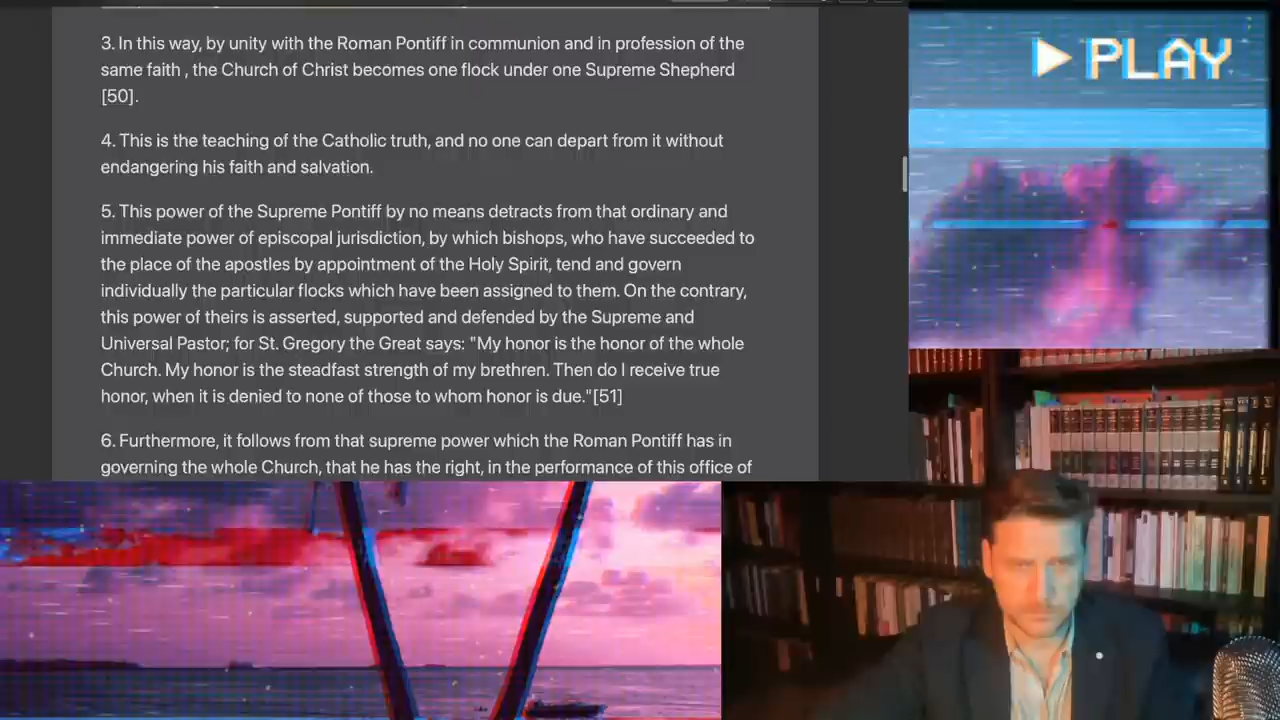 3. In this way, by unity with the Roman Pontiff in communion and in profession of the
same faith , the Church of Christ becomes one flock under one Supreme Shepherd
[50].
4. This is the teaching of the Catholic truth, and no one can depart from it without
endangering his faith and salvation.
5. This power of the Supreme Pontiff by no means detracts from that ordinary and
immediate power of episcopal jurisdiction, by which bishops, who have succeeded to
the place of the apostles by appointment of the Holy Spirit, tend and govern
individually the particular flocks which have been assigned to them. On the contrary,
this power of theirs is asserted, supported and defended by the Supreme and
Universal Pastor; for St. Gregory the Great says: "My honor is the honor of the whole
Church. My honor is the steadfast strength of my brethren. Then do I receive true
honor, when it is denied to none of those to whom honor is due."[51]
6. Furthermore, it follows from that supreme power which the Roman Pontiff has in
governing the whole Church, that he has the right, in the performance of this office of
PLAY